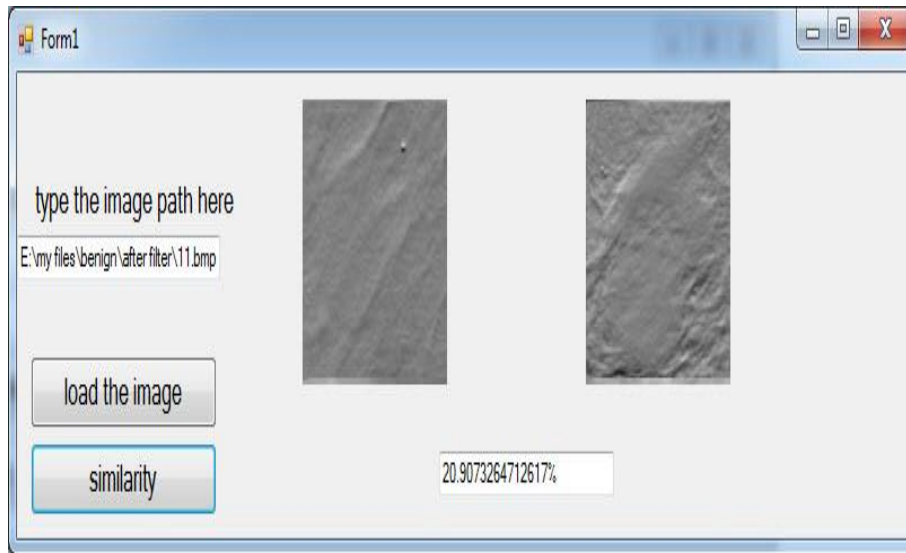 Form1
type the image path here
E:\my files\benign\after filter\11.bmp
load the image
similarity
20.9073264712617%